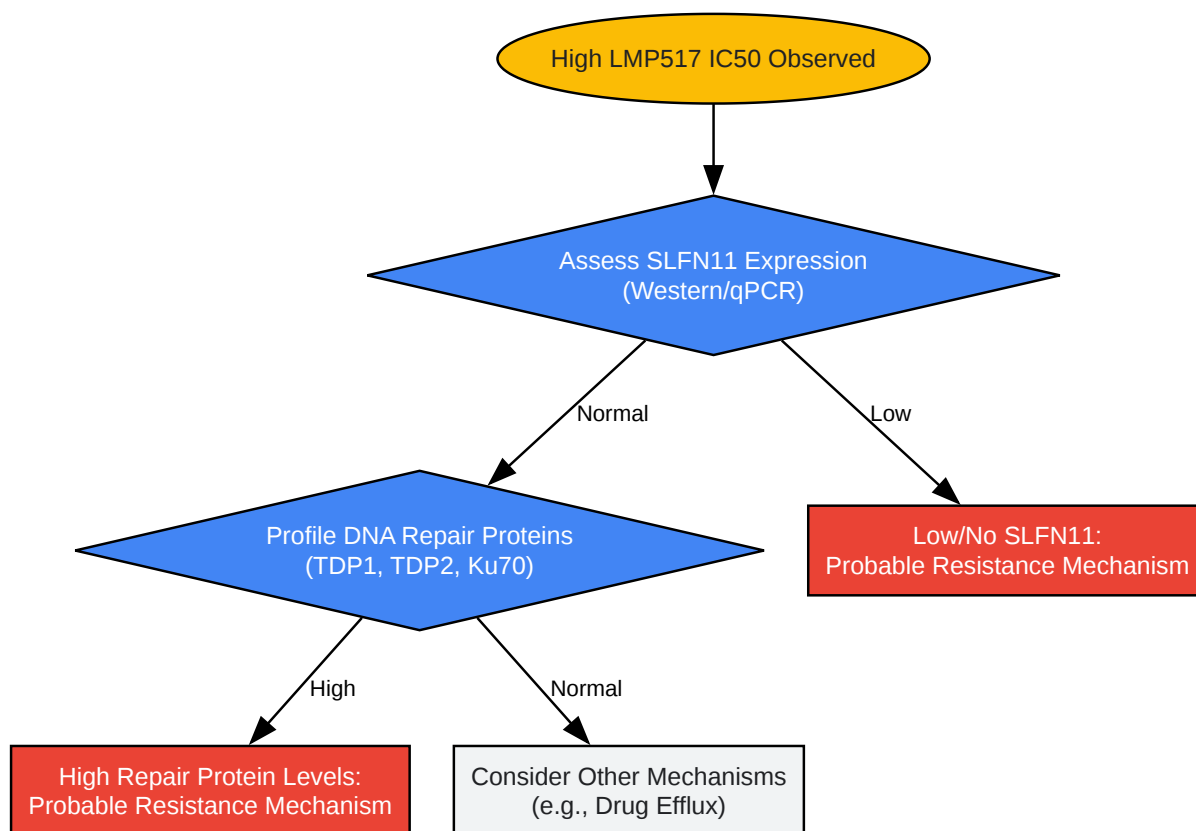 High LMP517 IC50 Observed
Assess SLFN11 Expression
(Western/qPCR)
Normal
Low
Profile DNA Repair Proteins
(TDP1, TDP2, Ku70)
Low/No SLFN11:
Probable Resistance Mechanism
High
Normal
High Repair Protein Levels:
Probable Resistance Mechanism
Consider Other Mechanisms
(e.g., Drug Efflux)